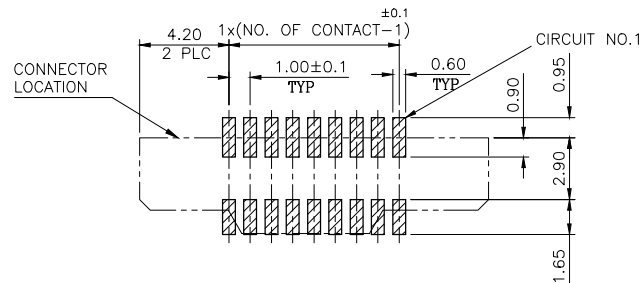 ±0.1
4.20
1x(NO. OF CONTACT-1)
2 PLC
CIRCUIT NO.1
1.00±0.1
TYP
0.60
TYP
0.90
0.95
CONNECTOR
LOCATION
2.90
1.65